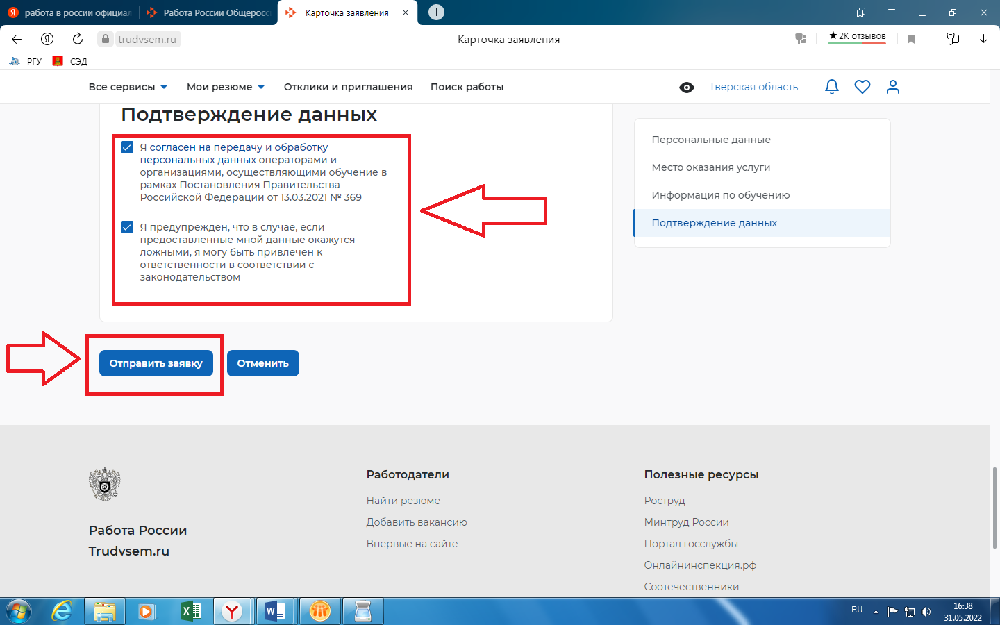 работа в россии официал
Работа России Общеросс
Карточка заявления
trudvsem.ru
Карточка заявления
★2K отзывов
РГУ
СЭД
Все сервисы
Мои резюме
Отклики и приглашения
Поиск работы
Тверская область
Подтверждение данных
Я согласен на передачу и обработку
персональных данных операторами и
организациями, осуществляющими обучение в
рамках Постановления Правительства
Российской Федерации от 13.03.2021 № 369
Я предупрежден, что в случае, если
предоставленные мной данные окажутся
ложными, я могу быть привлечен к
ответственности в соответствии с
законодательством
Персональные данные
Место оказания услуги
Информация по обучению
Подтверждение данных
Отправить заявку
Отменить
Работа России
Trudvsem.ru
Работодатели
Найти резюме
Добавить вакансию
Впервые на сайте
Полезные ресурсы
Роструд
Минтруд России
Портал госслужбы
Онлайнинспекция.рф
Соотечественники
RU
16:38
31.05.2022